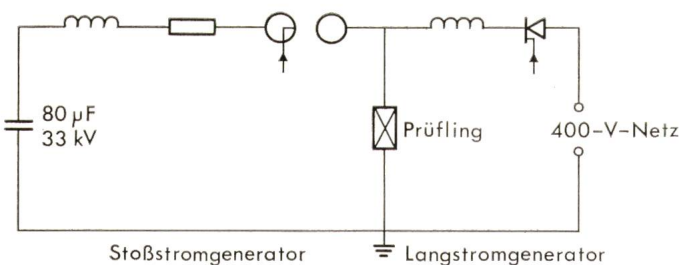 80 µF
33 kV
Prüfling
400-V-Netz
Stoßstromgenerator
Langstromgenerator